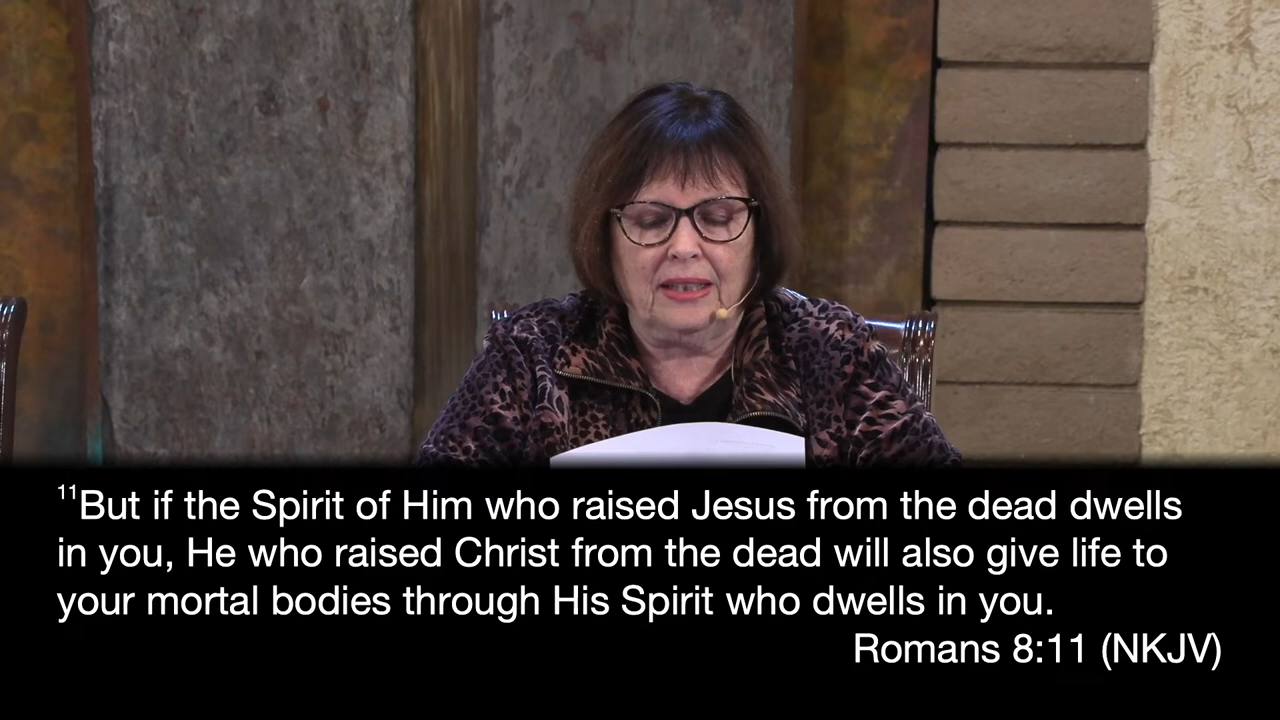 11But if the Spirit of Him who raised Jesus from the dead dwells
in you, He who raised Christ from the dead will also give life to
your mortal bodies through His Spirit who dwells in you.
Romans 8:11 (NKJV)